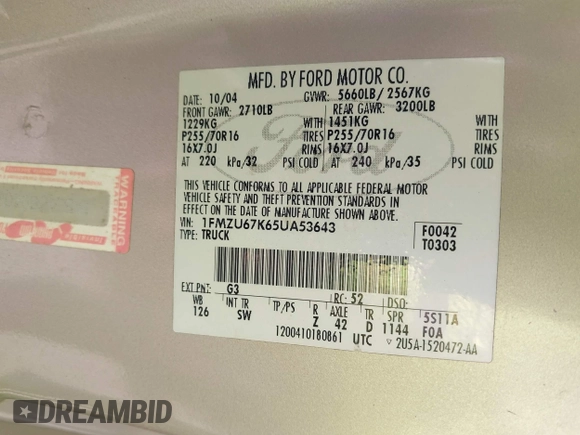 MFD. BY FORD MOTOR CO.
DATE: 10/04 GVWR: 5660LB/2567KG
FRONT GAWR: 2710LB REAR GAWR: 3200LB
1229KG WITH 1451KG WITH
P255/70R16 TIRES P255/70R16 TIRES
16X7.0J RIMS 16X7.0J RIMS
AT 220 kPa/32 PSI COLD AT 240 kPa/35 PSI COLD
THIS VEHICLE CONFORMS TO ALL APPLICABLE FEDERAL MOTOR
VEHICLE SAFETY AND THEFT PREVENTION STANDARDS IN
EFFECT ON THE DATE OF MANUFACTURE SHOWN ABOVE.
VIN: 1FMZU67K65UA53643 F0042
TYPE: TRUCK T0303
EXT PNT: G3 RC: 52 DSO:
WB INT TR TP/PS R AXLE TR SPR 5S11A
126 SW Z 42 D 1144 F0A
1200410180861 UTC ▽ 2U5A-1520472-AA
Ford
WARNING
DREAMBID